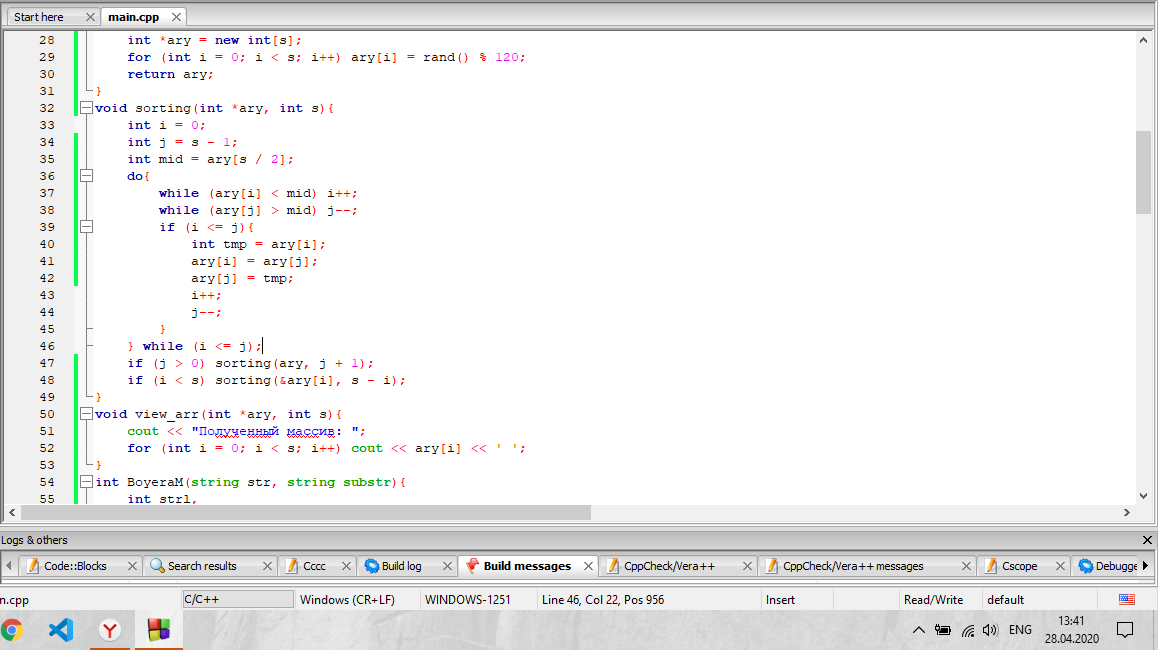 Start here main.cpp
28 int *ary = new int[s];
29 for (int i = 0; i < s; i++) ary[i] = rand() % 120;
30 return ary;
31 }
32 void sorting(int *ary, int s){
33 int i = 0;
34 int j = s - 1;
35 int mid = ary[s / 2];
36 do{
37 while (ary[i] < mid) i++;
38 while (ary[j] > mid) j--;
39 if (i <= j){
40 int tmp = ary[i];
41 ary[i] = ary[j];
42 ary[j] = tmp;
43 i++;
44 j--;
45 }
46 } while (i <= j);
47 if (j > 0) sorting(ary, j + 1);
48 if (i < s) sorting(&ary[i], s - i);
49 }
50 void view_arr(int *ary, int s){
51 cout << "Полученный массив: ";
52 for (int i = 0; i < s; i++) cout << ary[i] << ' ';
53 }
54 int BoyeraM(string str, string substr){
55 int strl,
Logs & others
Code::Blocks Search results Cccc Build log Build messages CppCheck/Vera++ CppCheck/Vera++ messages Cscope Debugge
n.cpp C/C++ Windows (CR+LF) WINDOWS-1251 Line 46, Col 22, Pos 956 Insert Read/Write default
ENG 13:41
28.04.2020